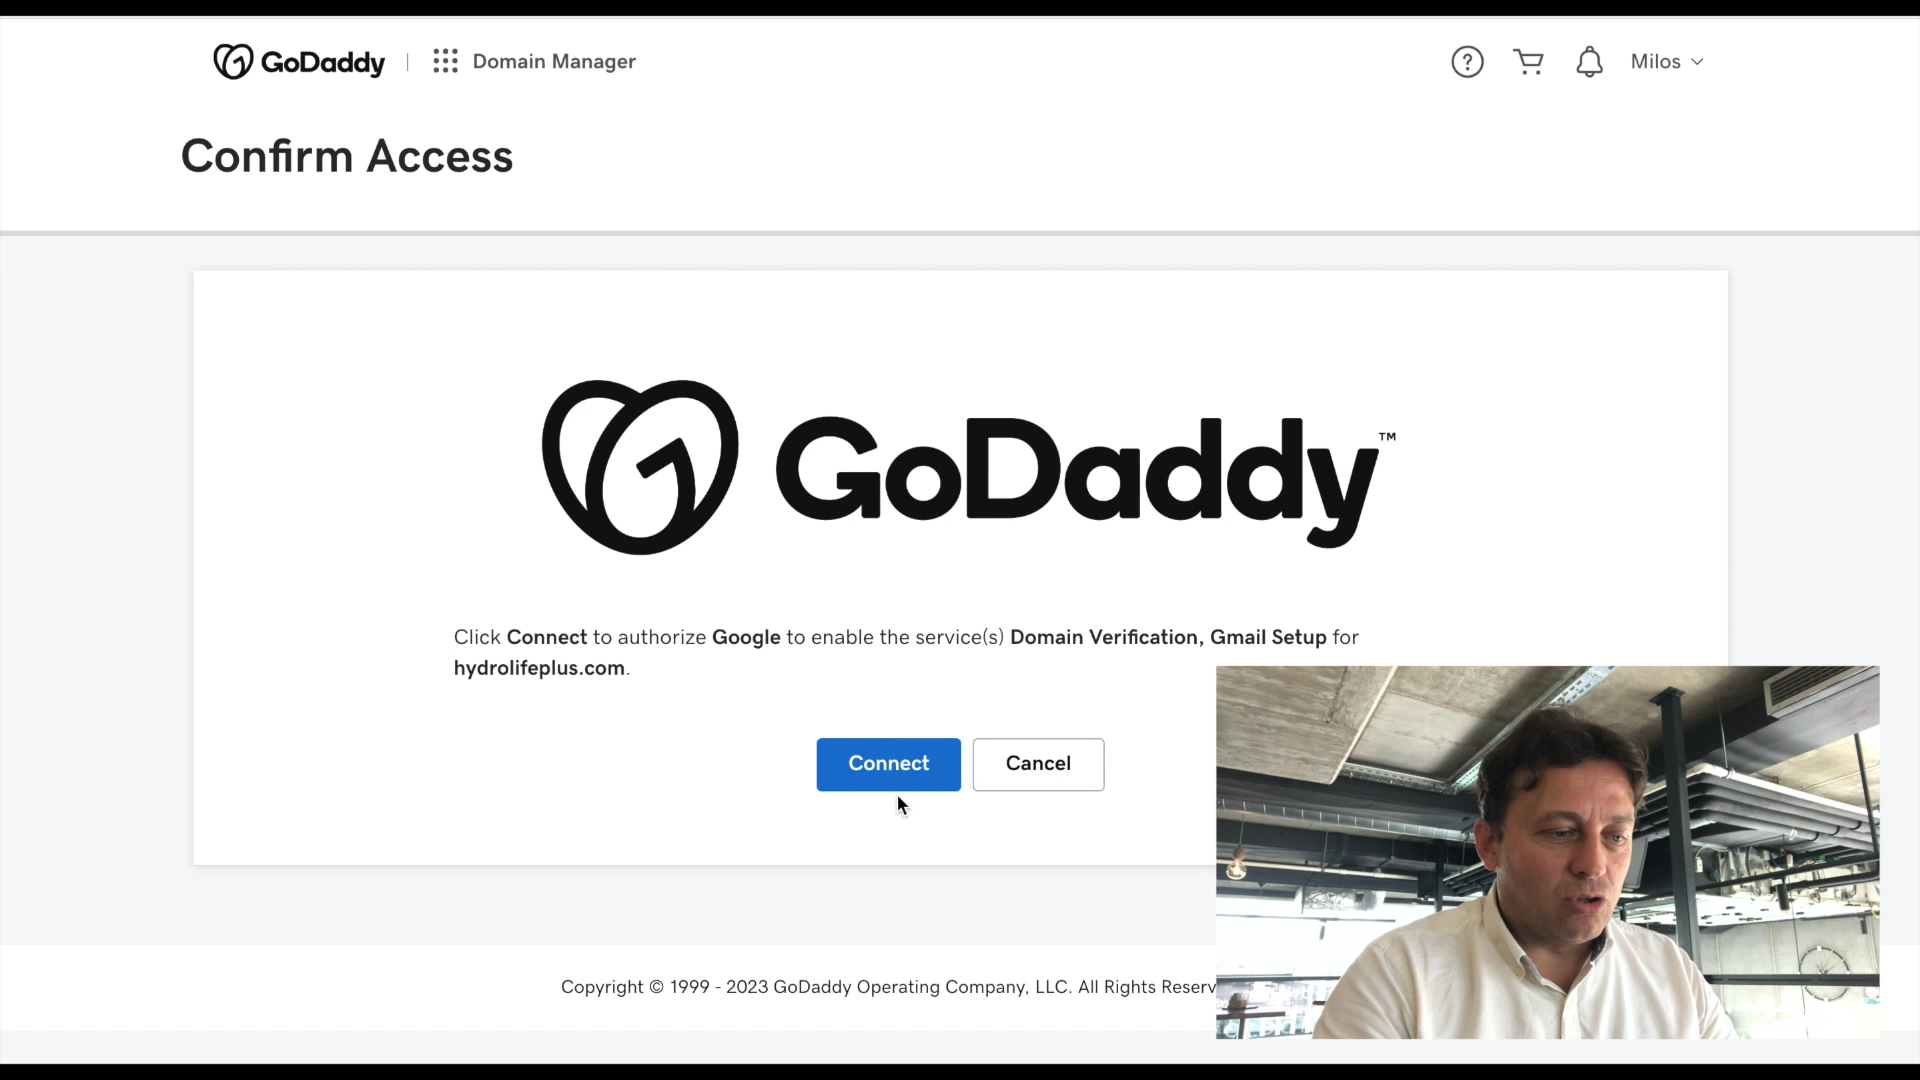 GoDaddy
Domain Manager
?
Milos
Confirm Access
GoDaddy™
Click Connect to authorize Google to enable the service(s) Domain Verification, Gmail Setup for
hydrolifeplus.com.
Connect
Cancel
Copyright © 1999 - 2023 GoDaddy Operating Company, LLC. All Rights Reserv